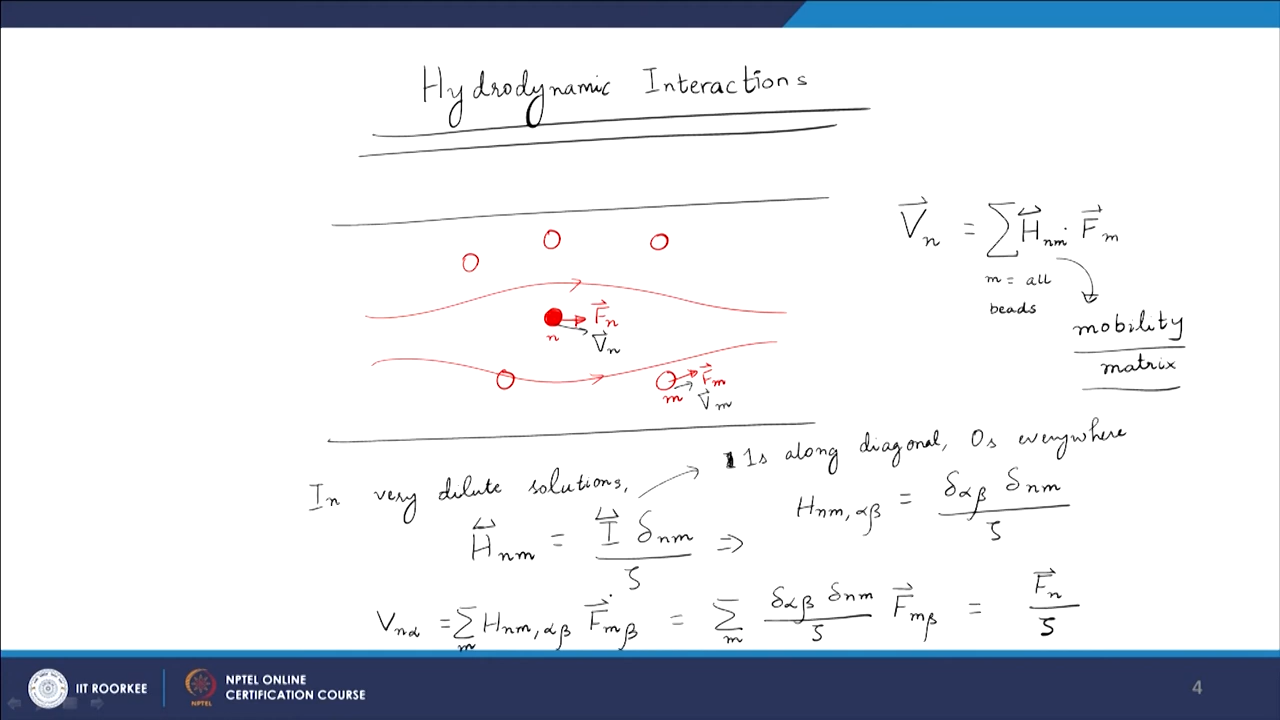 Hydrodynamic Interactions
V⃗n = Σ H⃡nm · F⃗m
m = all
beads
mobility
matrix
F⃗n
n
V⃗n
F⃗m
m
V⃗m
1s along diagonal, 0s everywhere
In very dilute solutions,
H⃡nm = I⃡ δnm / ζ ⇒ Hnm,αβ = δαβ δnm / ζ
Vnα = Σm Hnm,αβ F⃗mβ = Σm δαβ δnm / ζ F⃗mβ = F⃗n / ζ
IIT ROORKEE
NPTEL
NPTEL ONLINE
CERTIFICATION COURSE
4